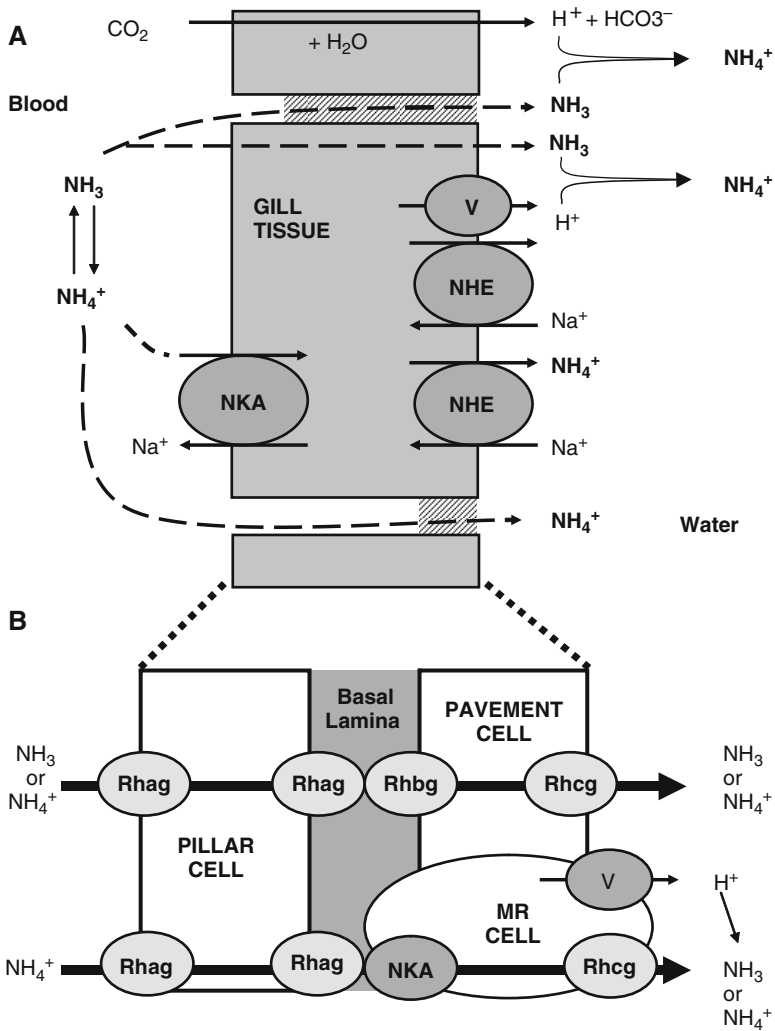 A
CO₂
+ H₂O
H⁺ + HCO3⁻
NH₄⁺
Blood
NH₃
NH₃
NH₄⁺
NH₃
GILL
TISSUE
V
H⁺
NHE
NH₄⁺
Na⁺
NH₄⁺
NKA
NHE
Na⁺
Na⁺
NH₄⁺
Water
B
Basal
Lamina
PAVEMENT
CELL
NH₃
or
NH₄⁺
Rhag
Rhag
Rhbg
Rhcg
NH₃
or
NH₄⁺
PILLAR
CELL
V
H⁺
MR
CELL
NH₄⁺
Rhag
Rhag
NKA
Rhcg
NH₃
or
NH₄⁺